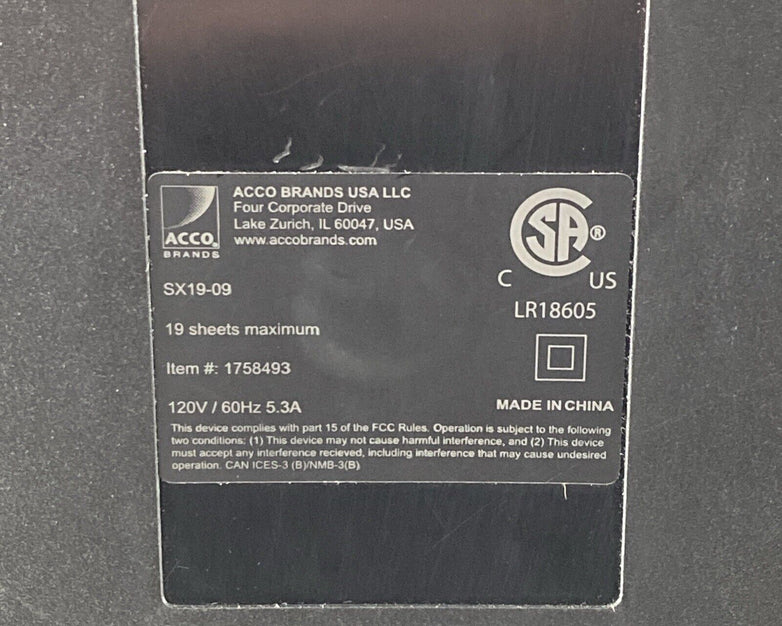 ACCO®
BRANDS
ACCO BRANDS USA LLC
Four Corporate Drive
Lake Zurich, IL 60047, USA
www.accobrands.com
CSA®
C US
LR18605
SX19-09
19 sheets maximum
Item #: 1758493
120V / 60Hz 5.3A
MADE IN CHINA
This device complies with part 15 of the FCC Rules. Operation is subject to the following
two conditions: (1) This device may not cause harmful interference, and (2) This device
must accept any interference recieved, including interference that may cause undesired
operation. CAN ICES-3 (B)/NMB-3(B)